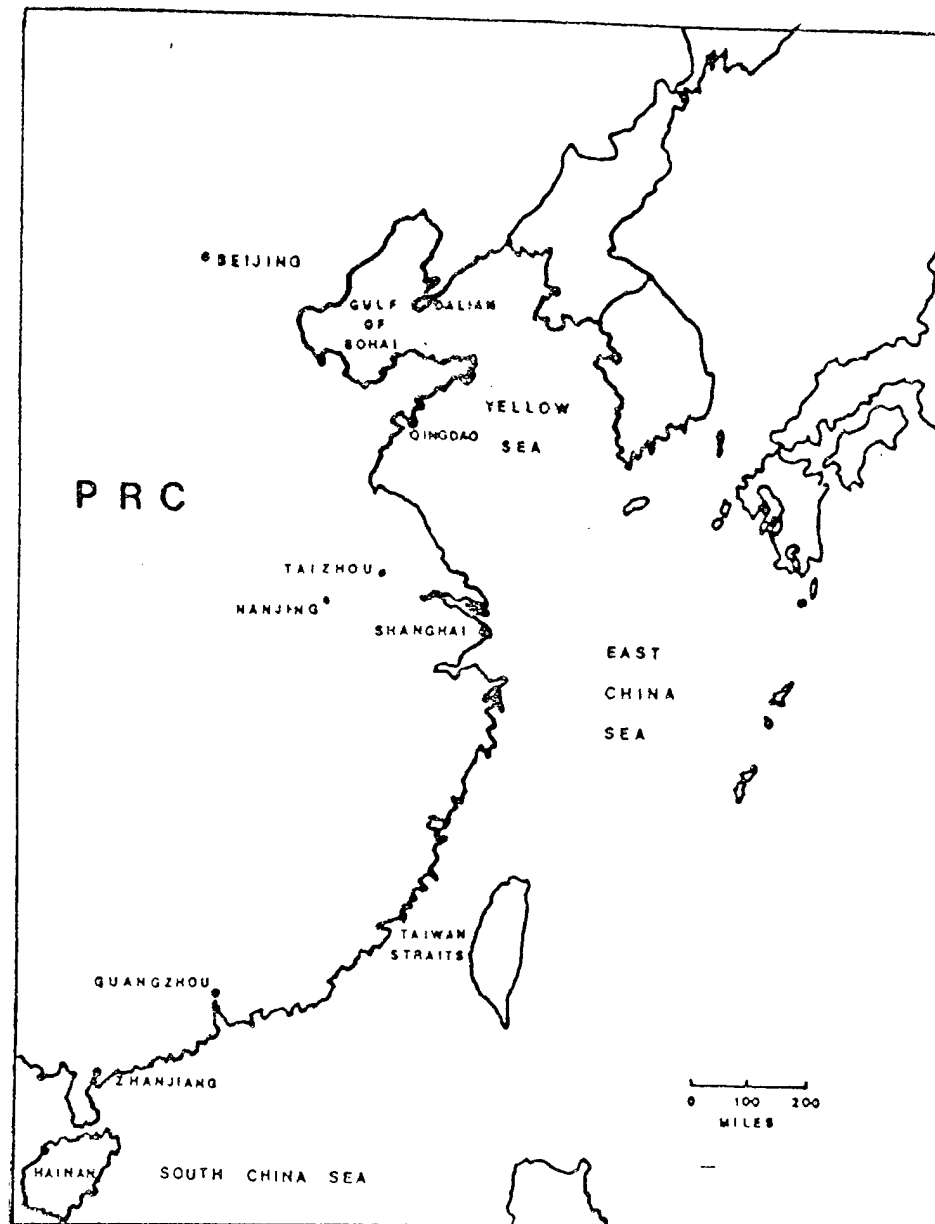 BEIJING
GULF
OF
BOHAI
DALIAN
YELLOW
SEA
QINGDAO
PRC
TAIZHOU
NANJING
SHANGHAI
EAST
CHINA
SEA
TAIWAN
STRAITS
QUANGZHOU
ZHANJIANG
0 100 200
MILES
HAINAN
SOUTH CHINA SEA